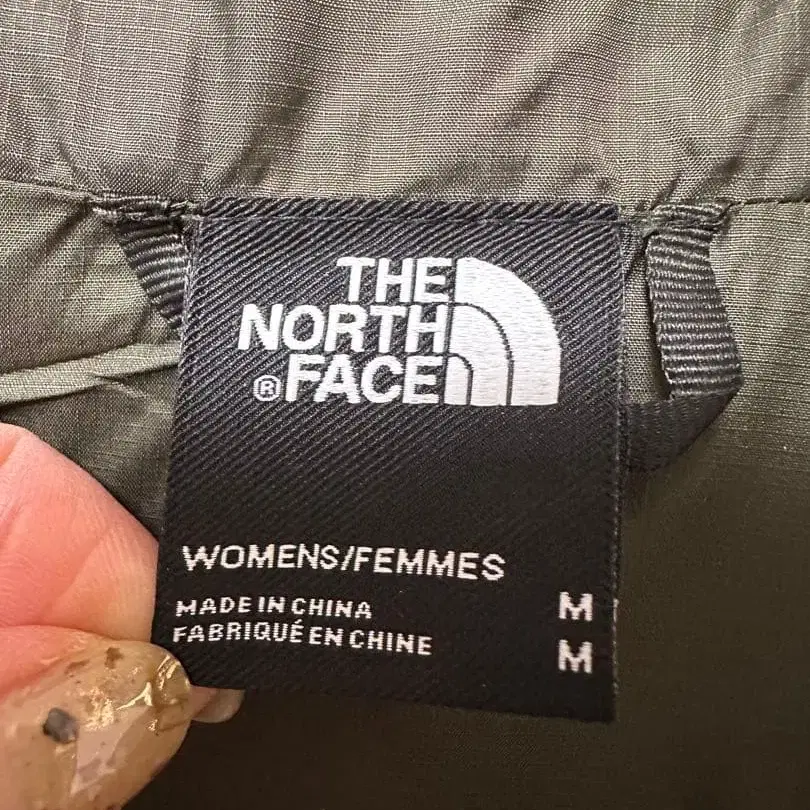 THE
NORTH
® FACE
WOMENS/FEMMES
MADE IN CHINA M
FABRIQUÉ EN CHINE M